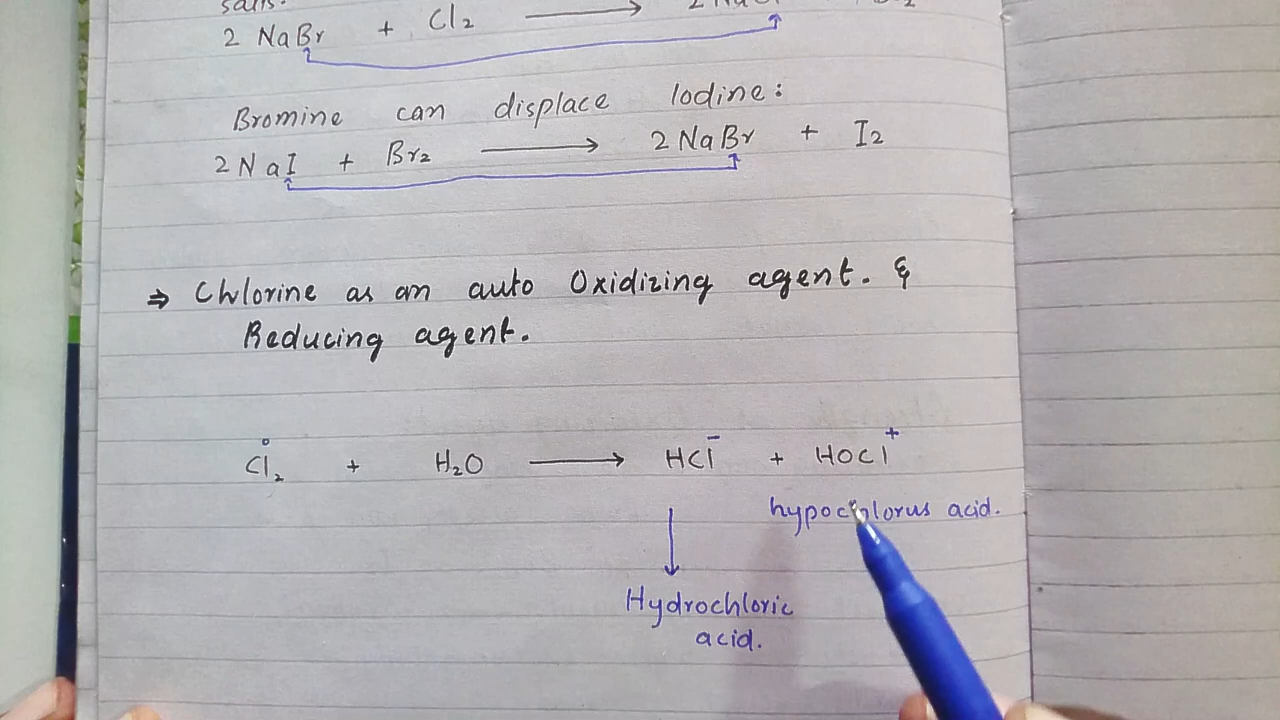 salts.
2 NaBr + Cl₂ ⟶
Bromine can displace Iodine:
2 NaI + Br₂ ⟶ 2 NaBr + I₂
⇒ Chlorine as an auto Oxidizing agent. &
Reducing agent.
Cl₂° + H₂O ⟶ HCl⁻ + HOCl⁺
hypochlorus acid.
Hydrochloric
acid.